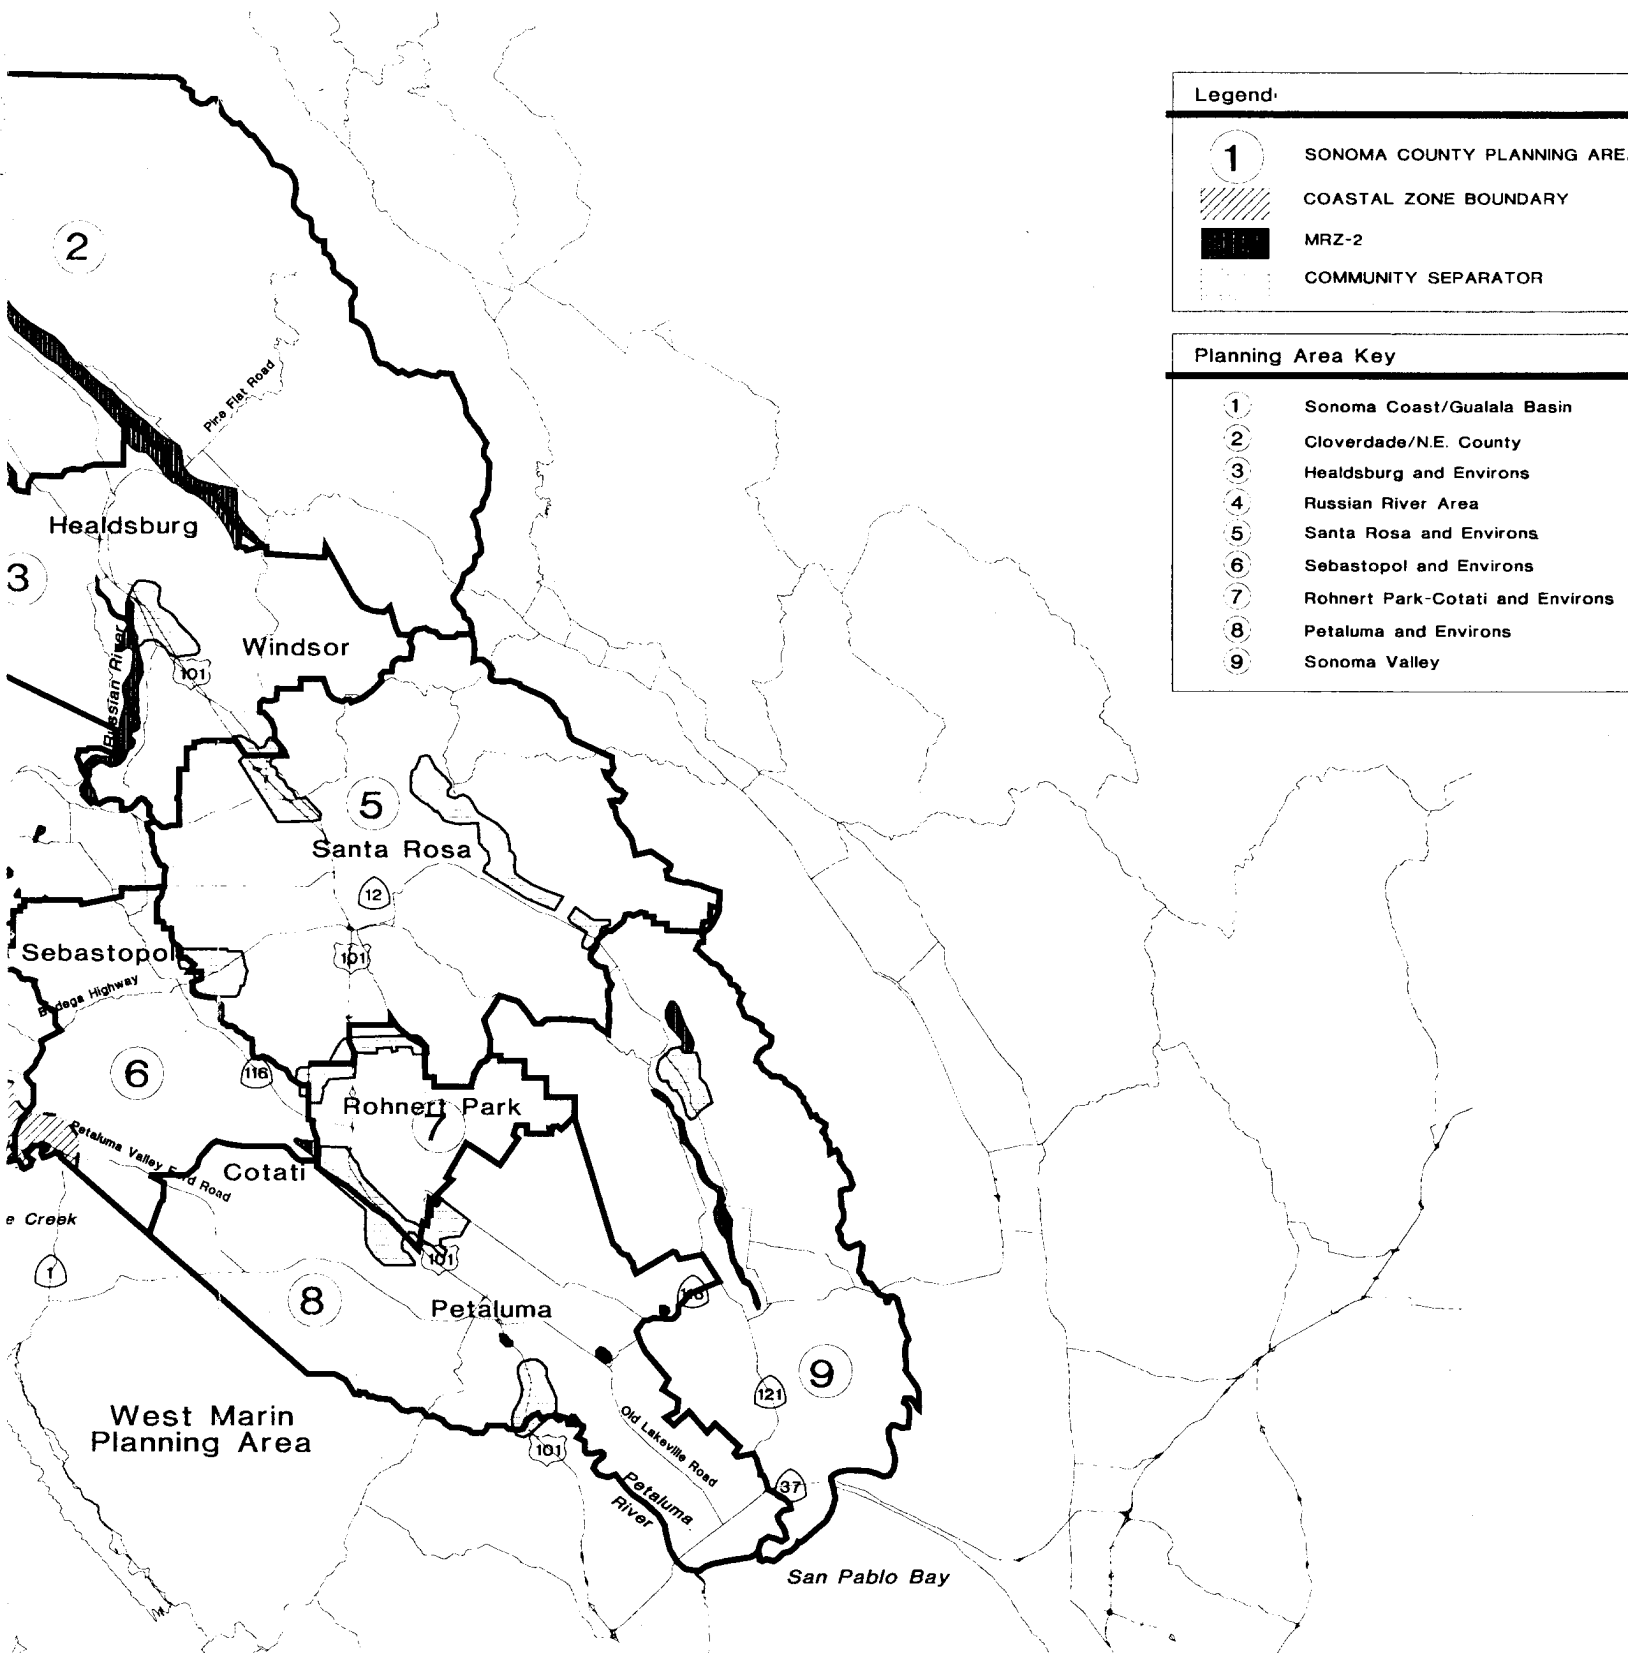 Legend
1
SONOMA COUNTY PLANNING ARE
COASTAL ZONE BOUNDARY
MRZ-2
COMMUNITY SEPARATOR
Planning Area Key
1 Sonoma Coast/Gualala Basin
2 Cloverdade/N.E. County
3 Healdsburg and Environs
4 Russian River Area
5 Santa Rosa and Environs
6 Sebastopol and Environs
7 Rohnert Park-Cotati and Environs
8 Petaluma and Environs
9 Sonoma Valley
2
Pine Flat Road
Healdsburg
3
Russian River
Windsor
101
5
Santa Rosa
12
Sebastopol
101
Bodega Highway
6
116
Rohnert Park
7
Petaluma Valley Ford Road
Cotati
e Creek
1
101
8
Petaluma
116
9
121
West Marin
Planning Area
Old Lakeville Road
101
37
Petaluma
River
San Pablo Bay